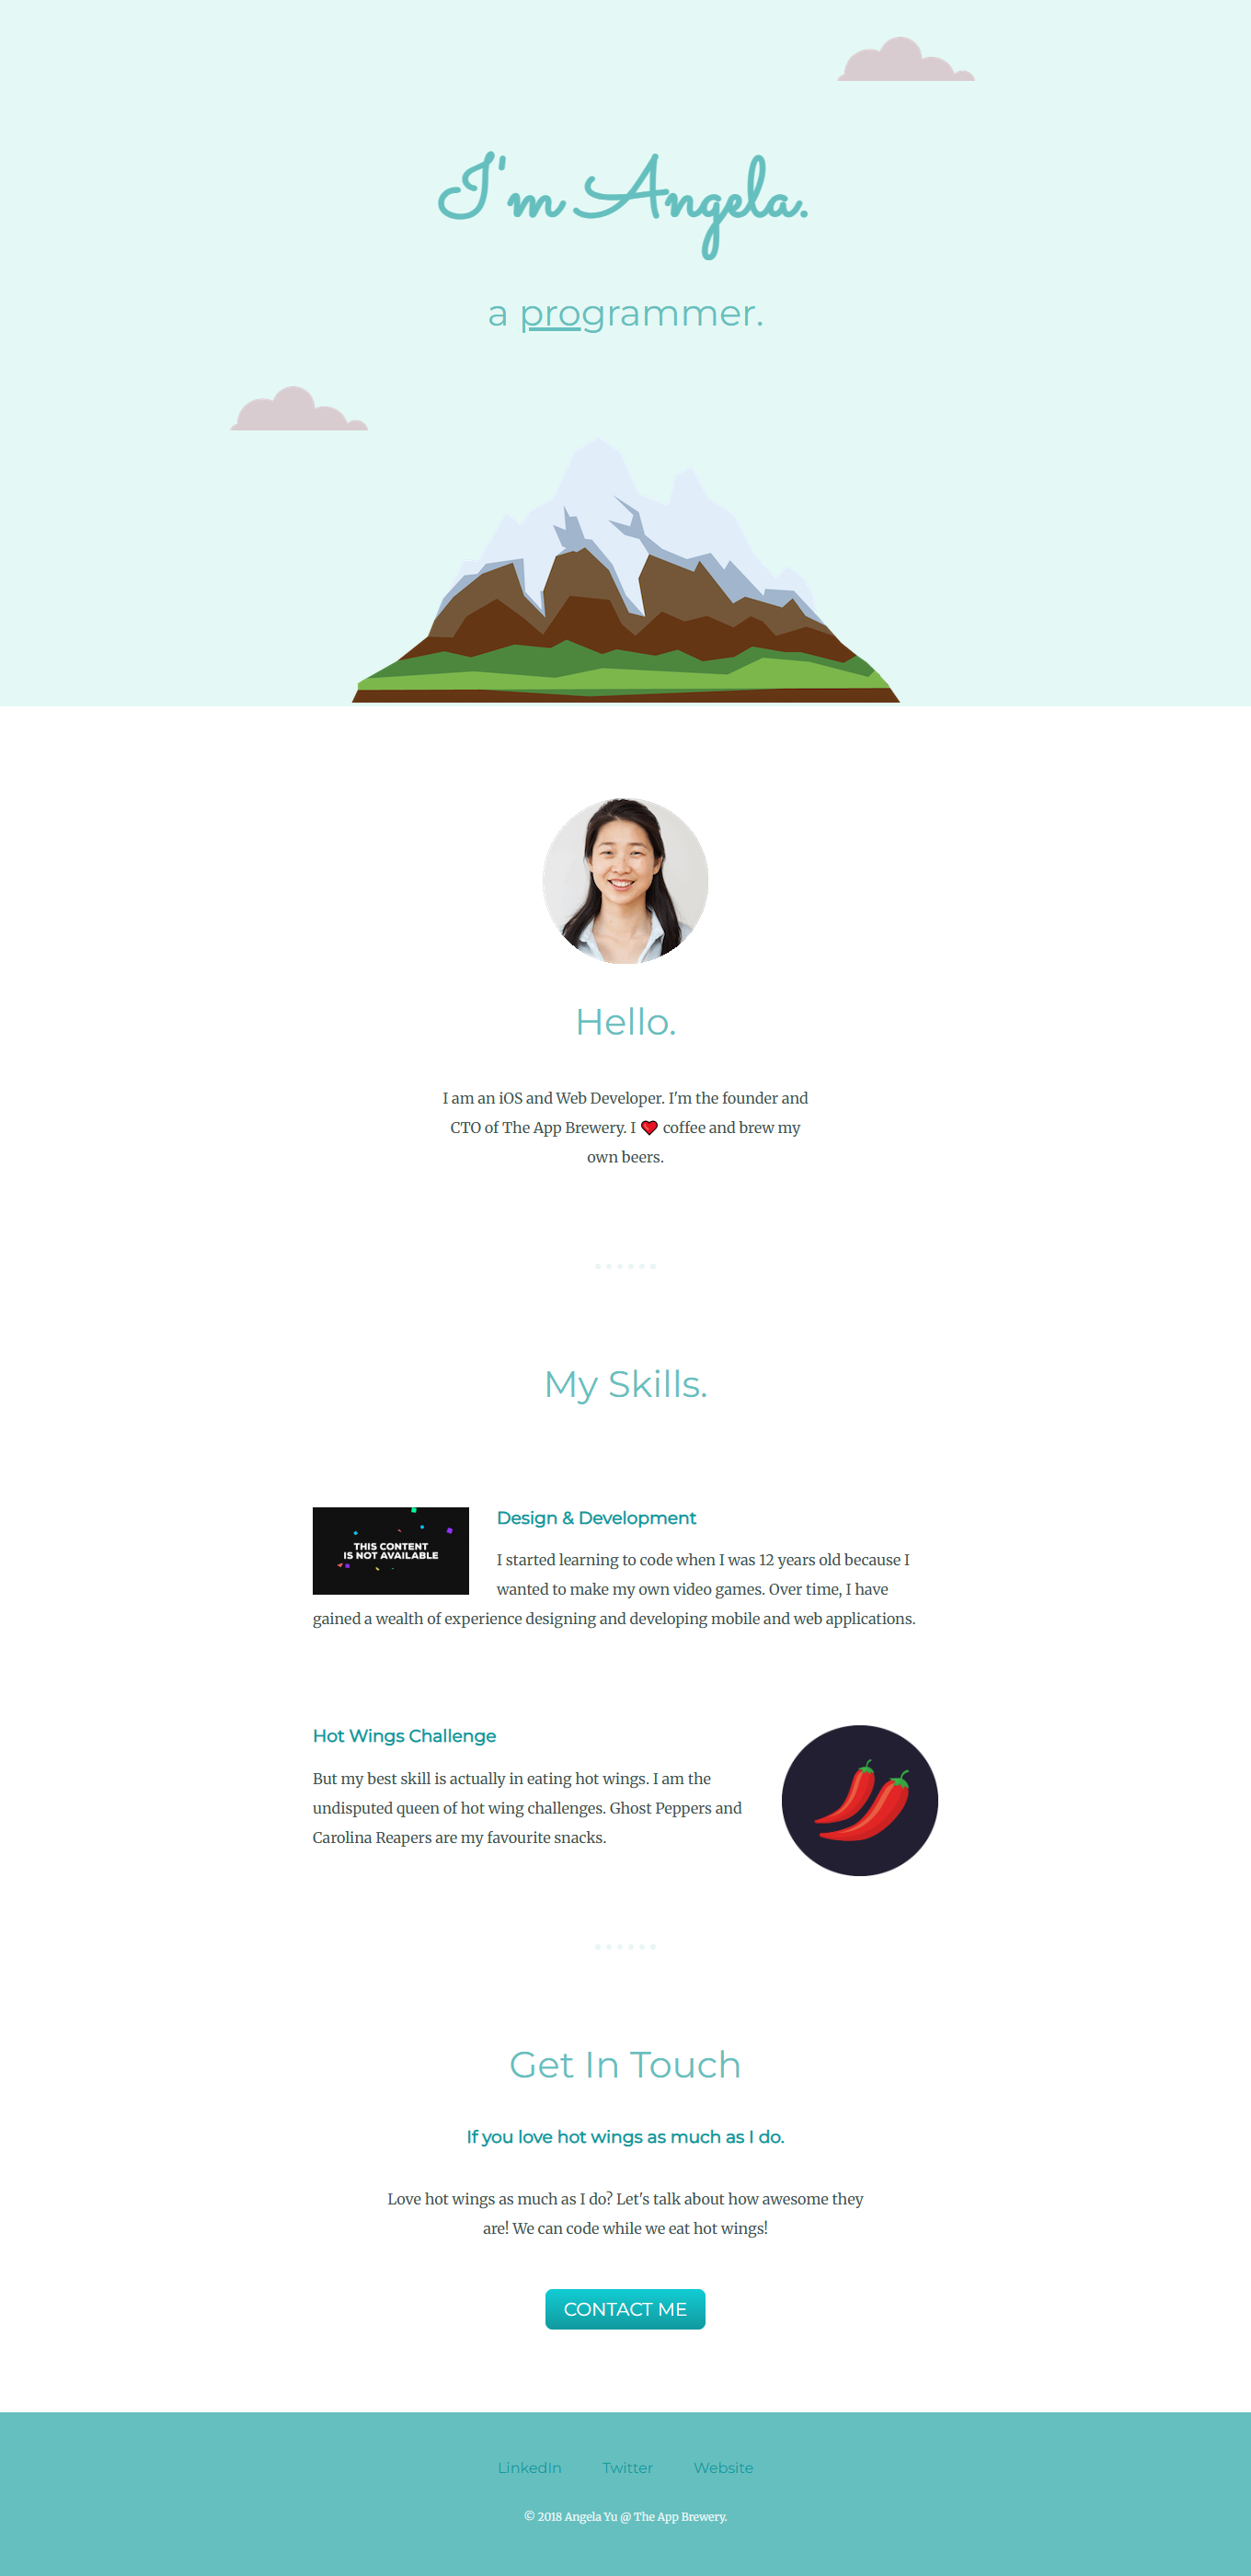 I'm Angela.
a programmer.
Hello.
I am an iOS and Web Developer. I'm the founder and
CTO of The App Brewery. I ❤ coffee and brew my
own beers.
My Skills.
THIS CONTENT
IS NOT AVAILABLE
Design & Development
I started learning to code when I was 12 years old because I
wanted to make my own video games. Over time, I have
gained a wealth of experience designing and developing mobile and web applications.
Hot Wings Challenge
But my best skill is actually in eating hot wings. I am the
undisputed queen of hot wing challenges. Ghost Peppers and
Carolina Reapers are my favourite snacks.
Get In Touch
If you love hot wings as much as I do.
Love hot wings as much as I do? Let's talk about how awesome they
are! We can code while we eat hot wings!
CONTACT ME
LinkedIn Twitter Website
© 2018 Angela Yu @ The App Brewery.